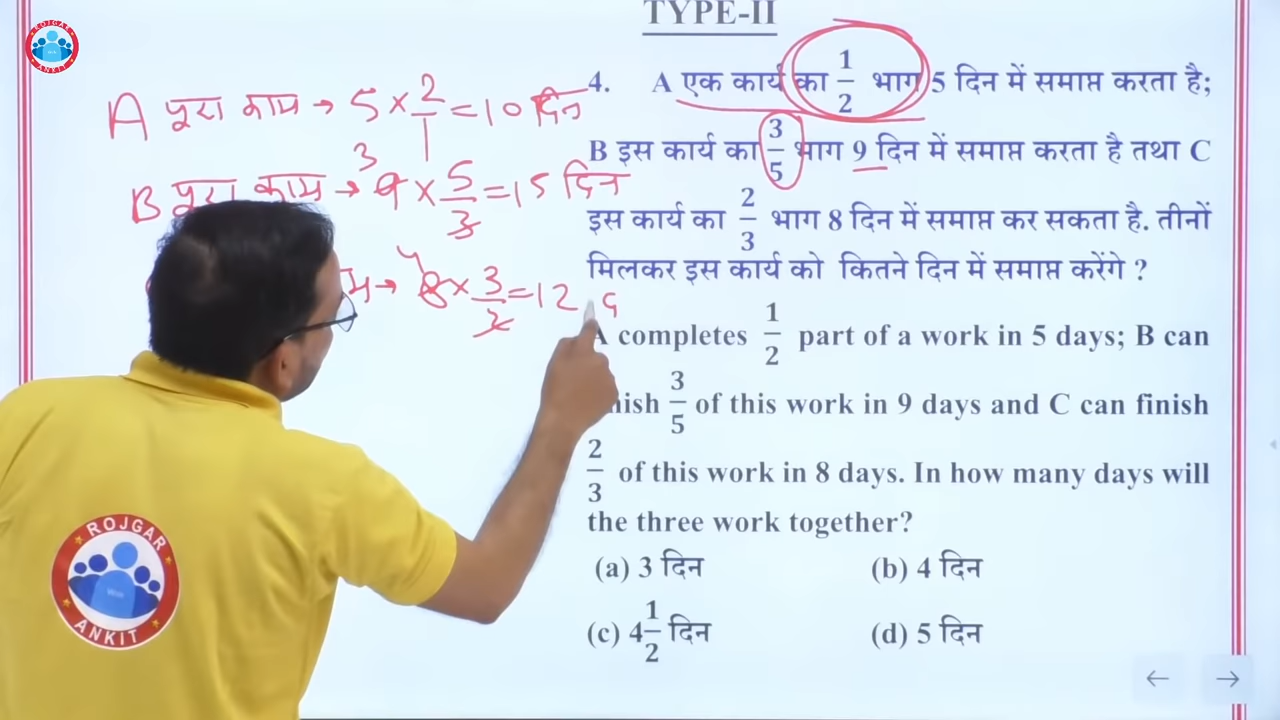 TYPE-II
ROJGAR
ANKIT
A पूरा काम → 5 × 2/1 = 10 दिन
B पूरा काम → 9 3 × 5/3 = 15 दिन
→ 8 4 × 3/2 = 12
4. A एक कार्य का 1/2 भाग 5 दिन में समाप्त करता है;
B इस कार्य का 3/5 भाग 9 दिन में समाप्त करता है तथा C
इस कार्य का 2/3 भाग 8 दिन में समाप्त कर सकता है. तीनों
मिलकर इस कार्य को कितने दिन में समाप्त करेंगे ?
completes 1/2 part of a work in 5 days; B can
3/5 of this work in 9 days and C can finish
2/3 of this work in 8 days. In how many days will
the three work together?
(a) 3 दिन (b) 4 दिन
(c) 4 1/2 दिन (d) 5 दिन
ROJGAR
ANKIT
← →